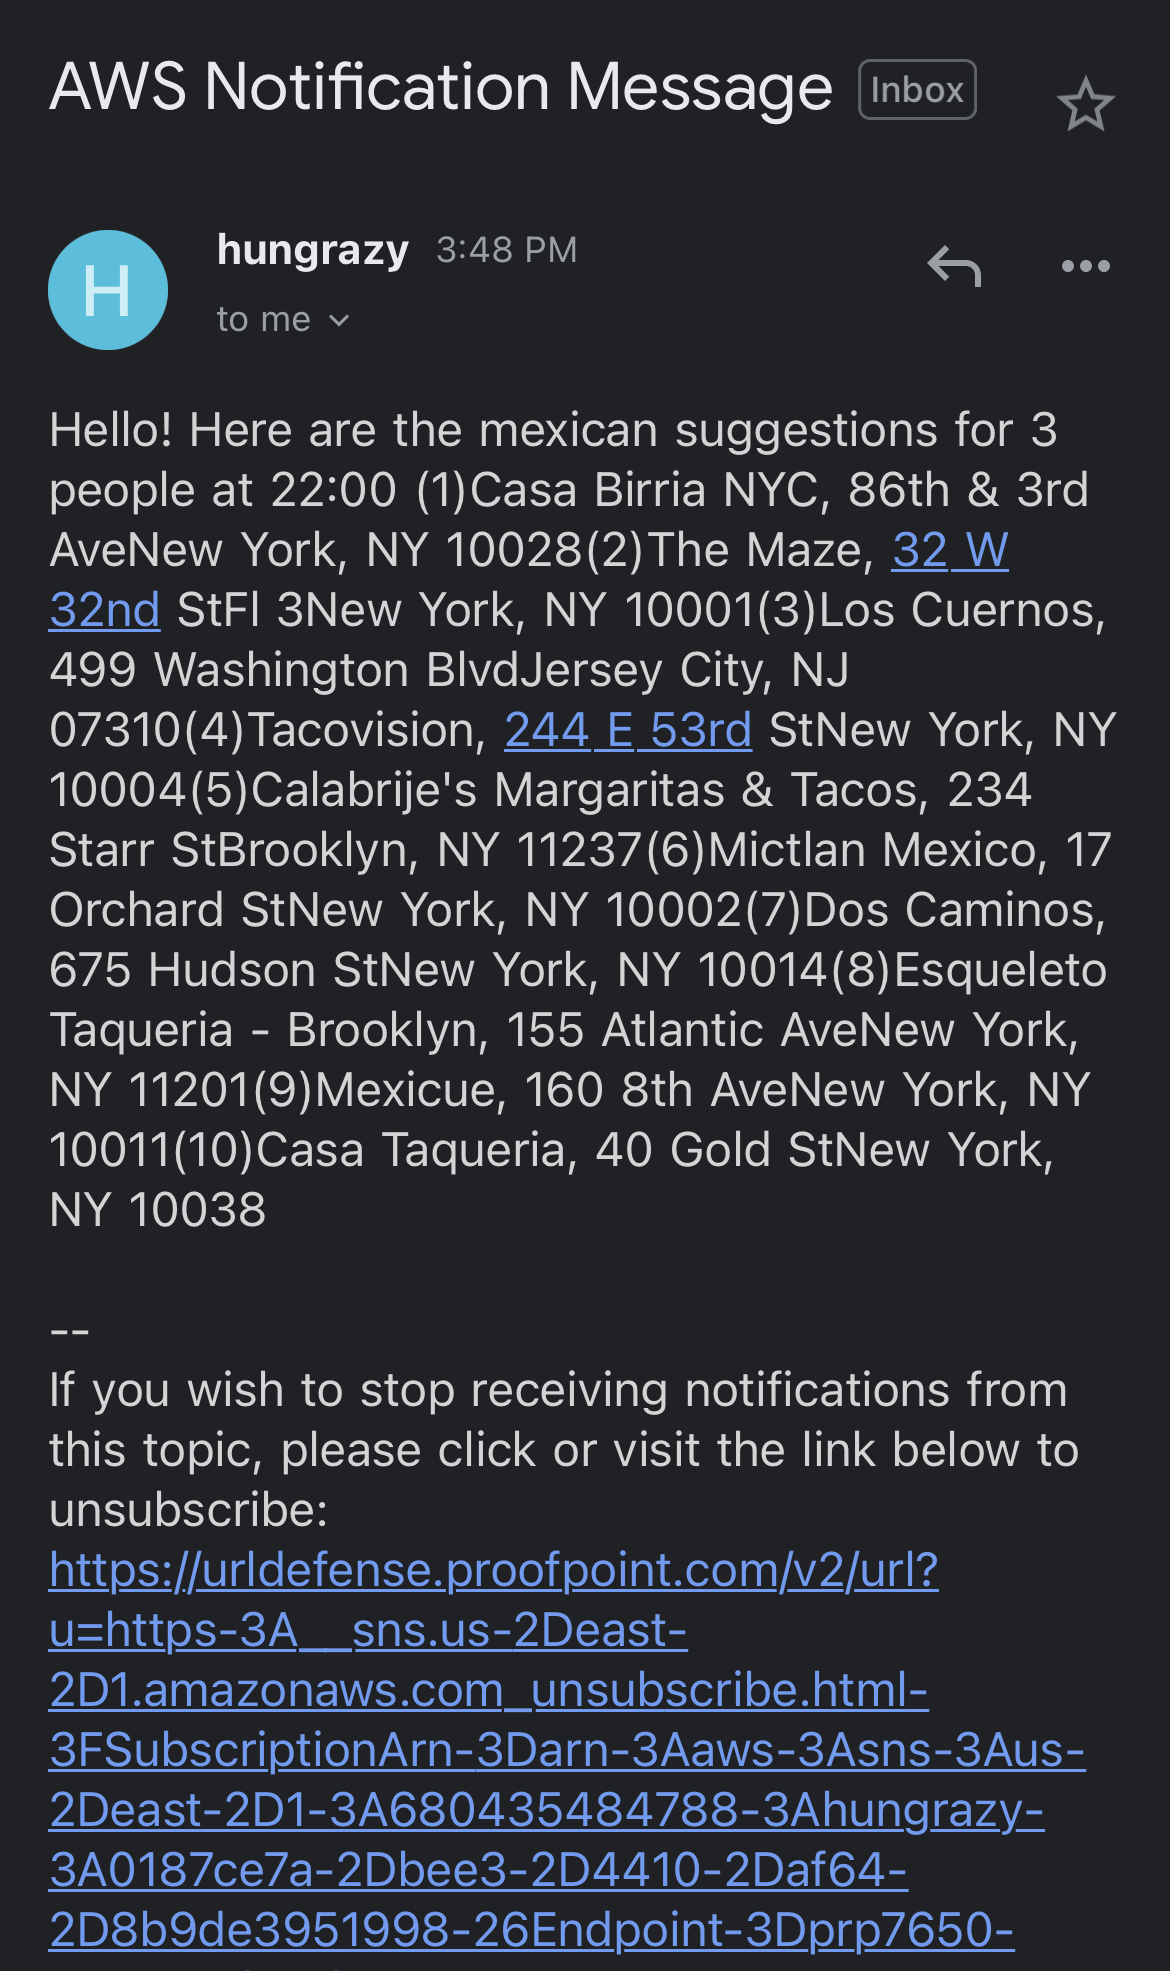 AWS Notification Message Inbox
H
hungrazy 3:48 PM
to me
Hello! Here are the mexican suggestions for 3
people at 22:00 (1)Casa Birria NYC, 86th & 3rd
AveNew York, NY 10028(2)The Maze, 32 W
32nd StFl 3New York, NY 10001(3)Los Cuernos,
499 Washington BlvdJersey City, NJ
07310(4)Tacovision, 244 E 53rd StNew York, NY
10004(5)Calabrije's Margaritas & Tacos, 234
Starr StBrooklyn, NY 11237(6)Mictlan Mexico, 17
Orchard StNew York, NY 10002(7)Dos Caminos,
675 Hudson StNew York, NY 10014(8)Esqueleto
Taqueria - Brooklyn, 155 Atlantic AveNew York,
NY 11201(9)Mexicue, 160 8th AveNew York, NY
10011(10)Casa Taqueria, 40 Gold StNew York,
NY 10038
--
If you wish to stop receiving notifications from
this topic, please click or visit the link below to
unsubscribe:
https://urldefense.proofpoint.com/v2/url?
u=https-3A__sns.us-2Deast-
2D1.amazonaws.com_unsubscribe.html-
3FSubscriptionArn-3Darn-3Aaws-3Asns-3Aus-
2Deast-2D1-3A680435484788-3Ahungrazy-
3A0187ce7a-2Dbee3-2D4410-2Daf64-
2D8b9de3951998-26Endpoint-3Dprp7650-